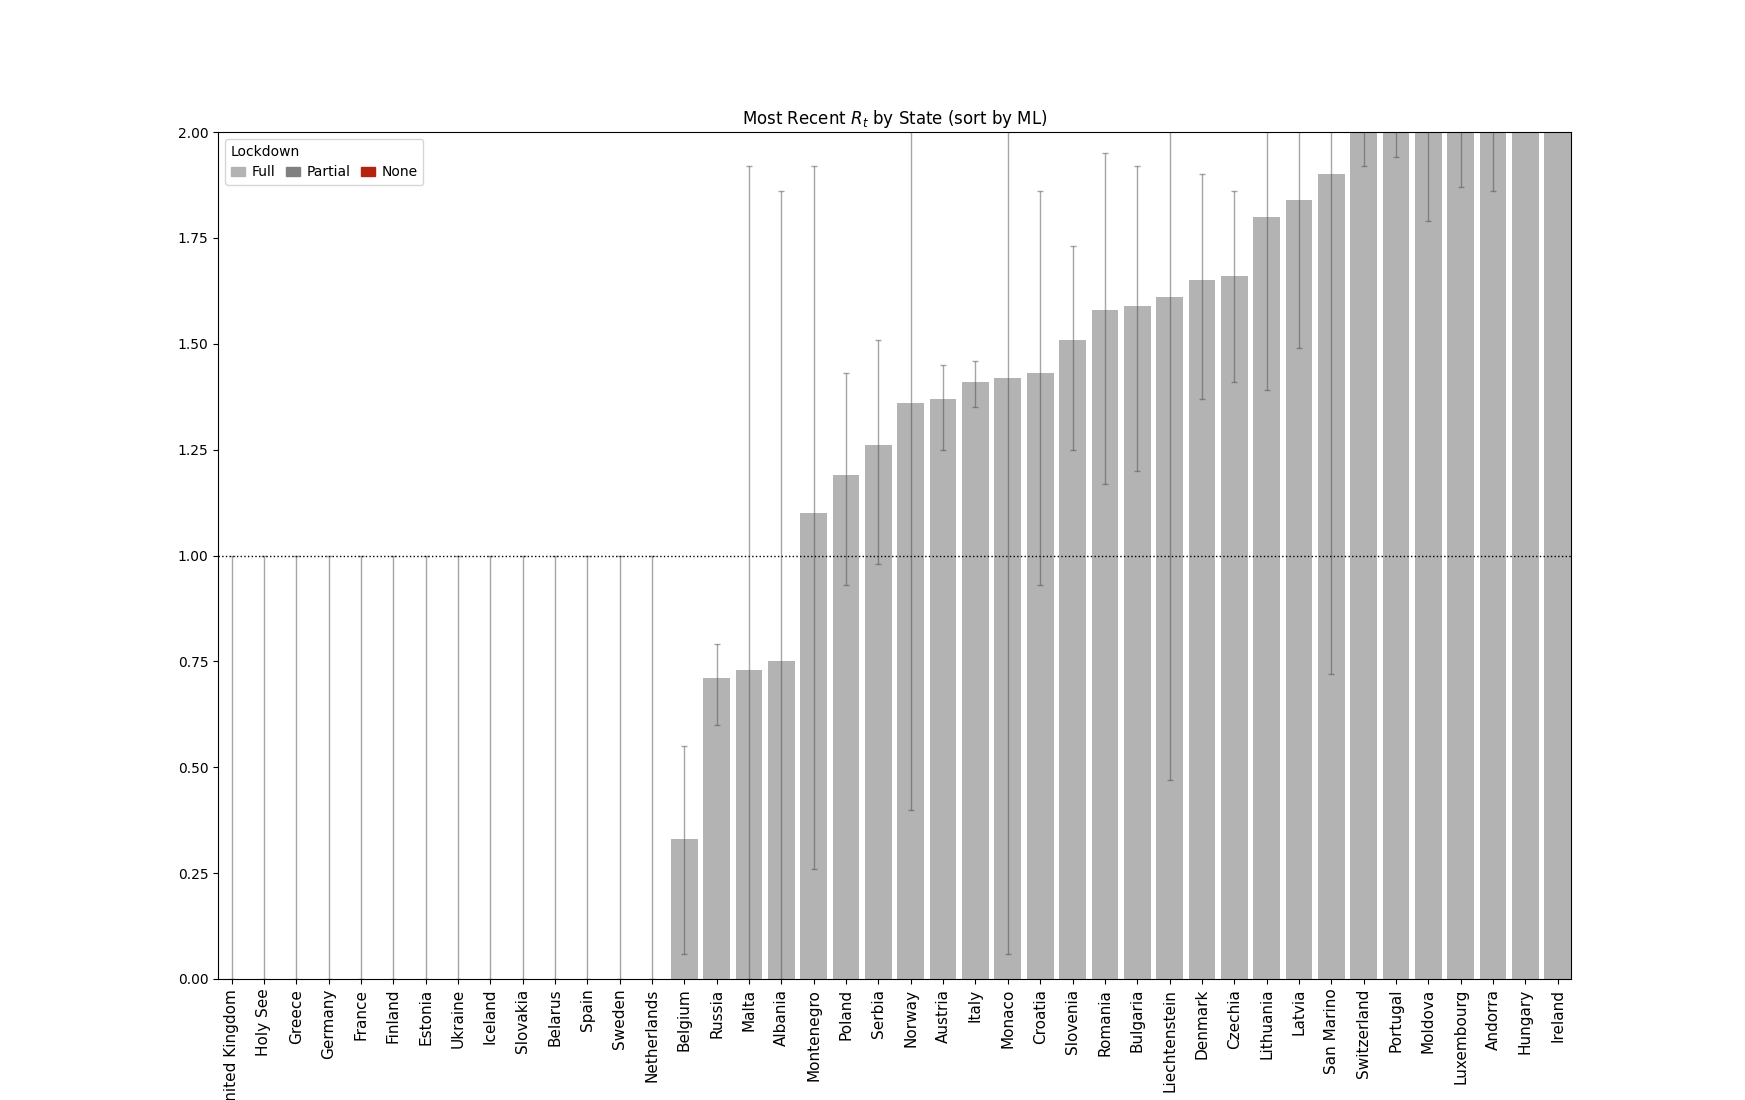 Most Recent Rt by State (sort by ML)
2.00
Lockdown
Full Partial None
1.75
1.50
1.25
1.00
0.75
0.50
0.25
0.00
nited Kingdom
Holy See
Greece
Germany
France
Finland
Estonia
Ukraine
Iceland
Slovakia
Belarus
Spain
Sweden
Netherlands
Belgium
Russia
Malta
Albania
Montenegro
Poland
Serbia
Norway
Austria
Italy
Monaco
Croatia
Slovenia
Romania
Bulgaria
Liechtenstein
Denmark
Czechia
Lithuania
Latvia
San Marino
Switzerland
Portugal
Moldova
Luxembourg
Andorra
Hungary
Ireland